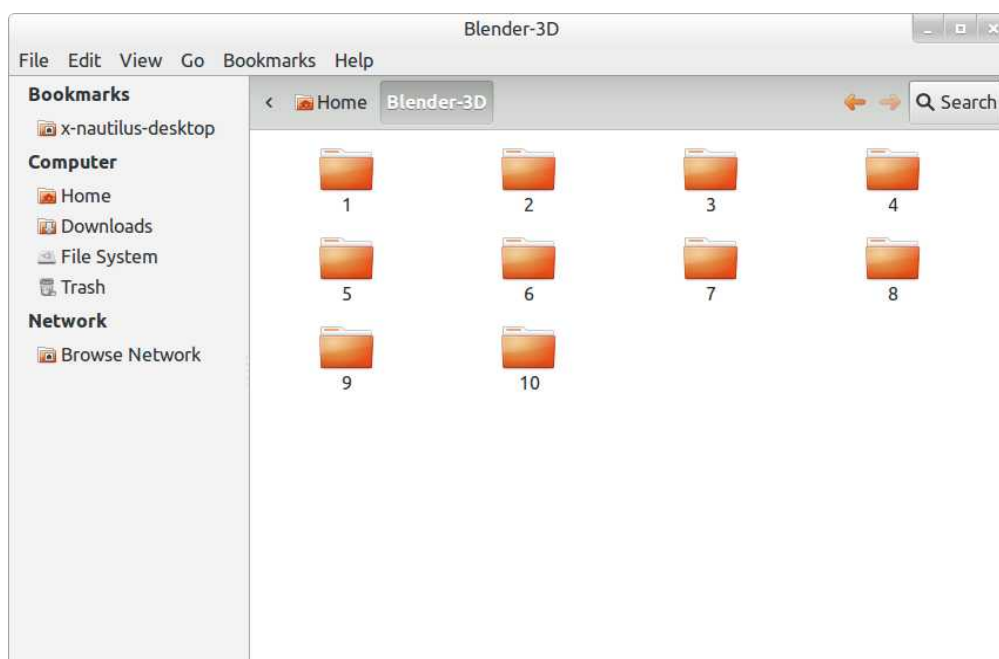 Blender-3D
File Edit View Go Bookmarks Help
Bookmarks
x-nautilus-desktop
Computer
Home
Downloads
File System
Trash
Network
Browse Network
Home Blender-3D Search
1 2 3 4
5 6 7 8
9 10